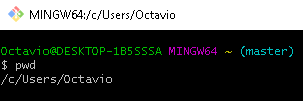 MINGW64:/c/Users/Octavio
Octavio@DESKTOP-1B5SSSA MINGW64 ~ (master)
$ pwd
/c/Users/Octavio